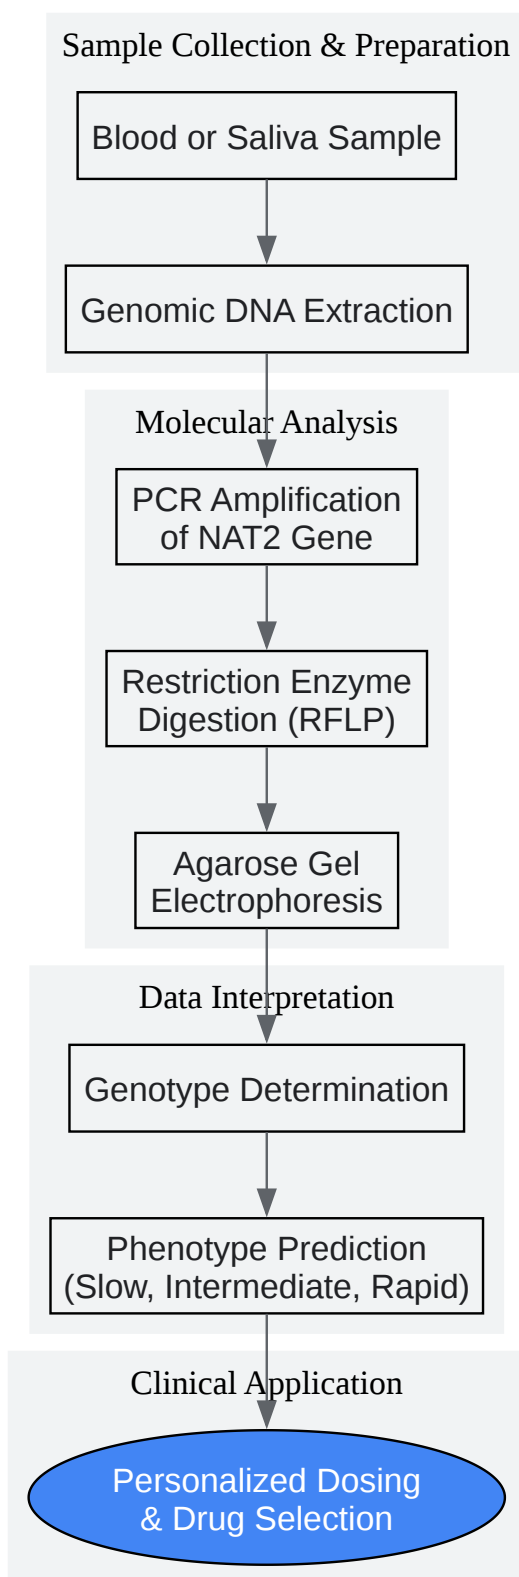 Sample Collection & Preparation
Blood or Saliva Sample
Genomic DNA Extraction
Molecular Analysis
PCR Amplification
of NAT2 Gene
Restriction Enzyme
Digestion (RFLP)
Agarose Gel
Electrophoresis
Data Interpretation
Genotype Determination
Phenotype Prediction
(Slow, Intermediate, Rapid)
Clinical Application
Personalized Dosing
& Drug Selection